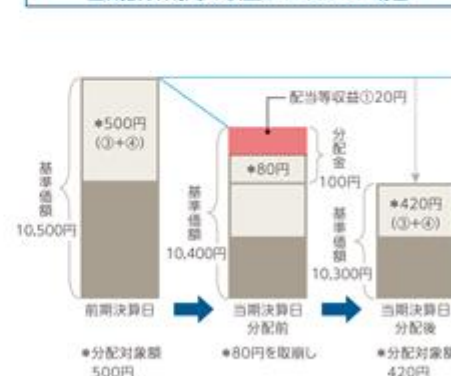 配当等収益①20円
*500円
(③+④)
分配金
*80円
100円
*420円
(③+④)
基準価額
10,500円
基準価額
10,400円
基準価額
10,300円
前期決算日
当期決算日
分配前
当期決算日
分配後
*分配対象額
500円
*80円を取崩し
*分配対象額
420円